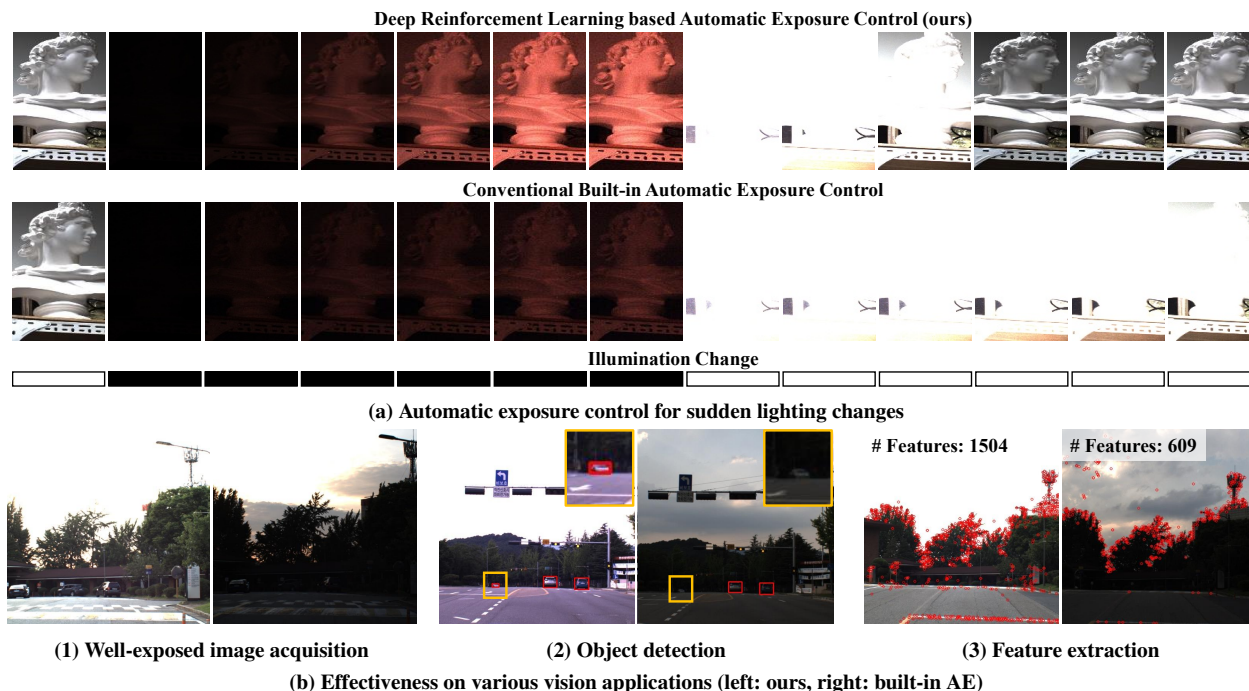 Deep Reinforcement Learning based Automatic Exposure Control (ours)
Conventional Built-in Automatic Exposure Control
Illumination Change
(a) Automatic exposure control for sudden lighting changes
# Features: 1504
# Features: 609
(1) Well-exposed image acquisition
(2) Object detection
(3) Feature extraction
(b) Effectiveness on various vision applications (left: ours, right: built-in AE)